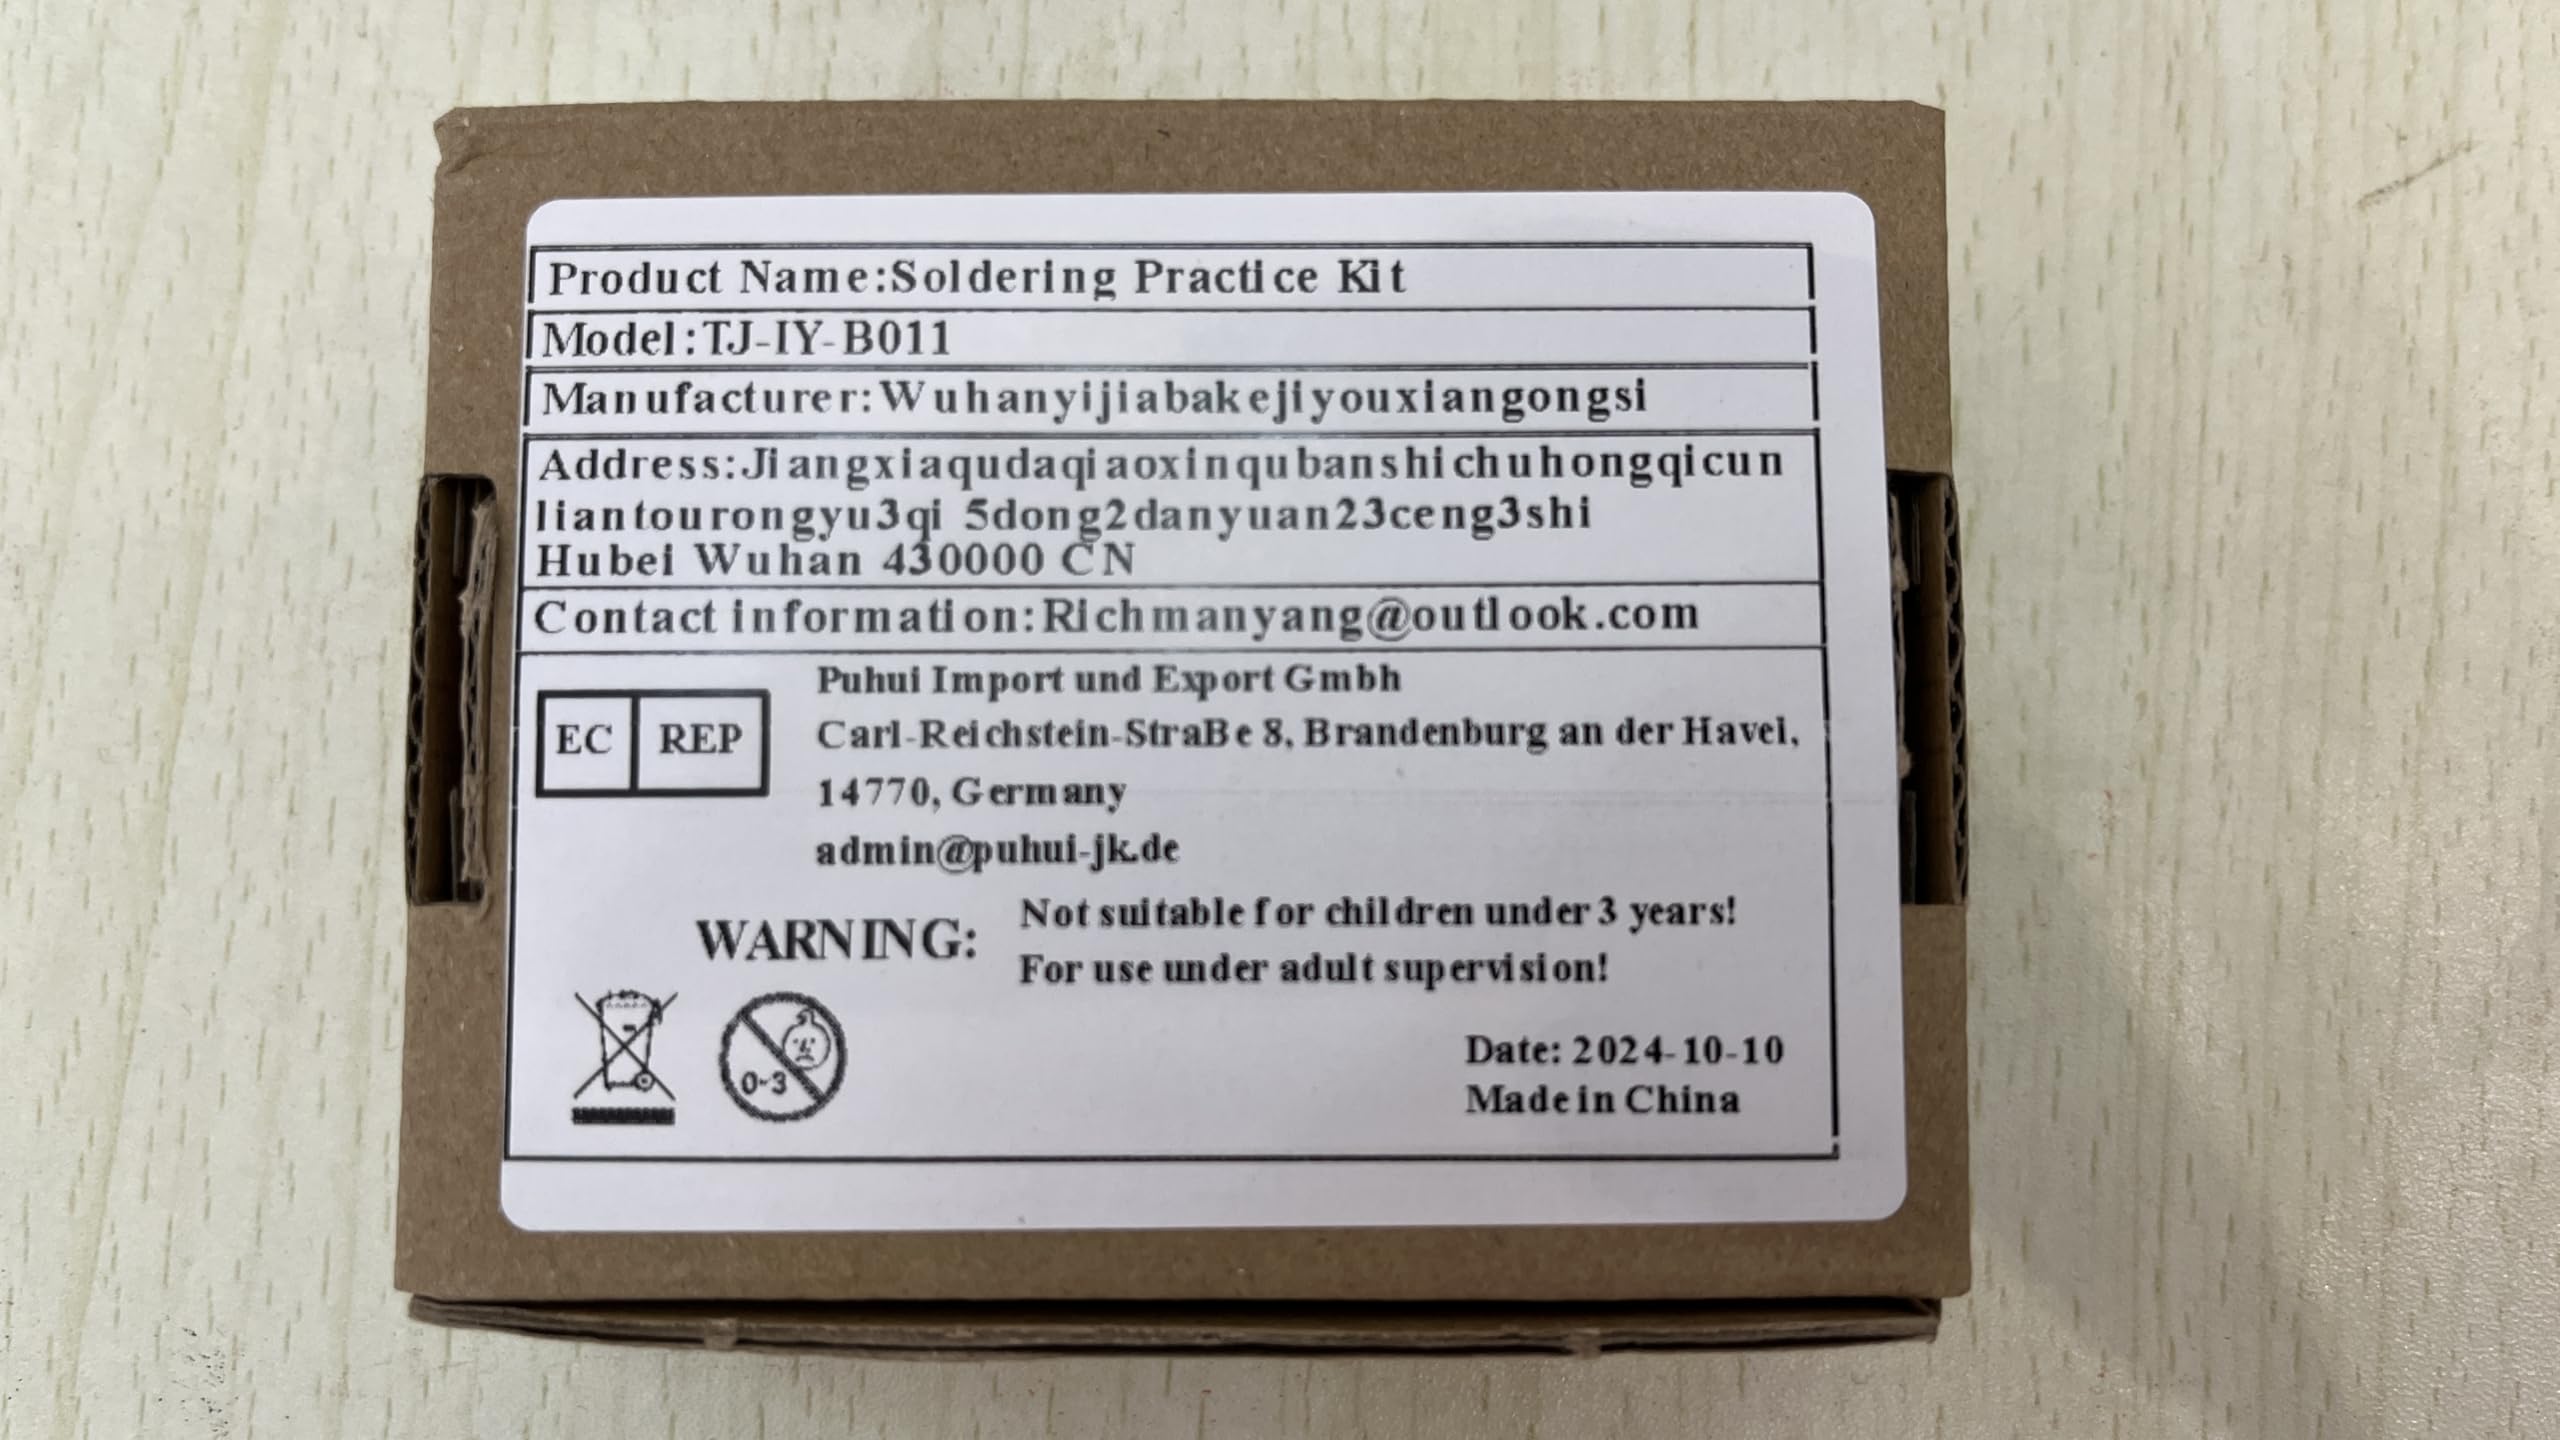 Product Name:Soldering Practice Kit
Model:TJ-IY-B011
Manufacturer:Wuhanyijiabakejiyouxiangongsi
Address:Jiangxiaqudaqiaoxinqubanshichuhongqicun
liantourongyu3qi 5dong2danyuan23ceng3shi
Hubei Wuhan 430000 CN
Contact information:Richmanyang@outlook.com
EC REP
Puhui Import und Export Gmbh
Carl-Reichstein-StraBe 8, Brandenburg an der Havel,
14770, Germany
admin@puhui-jk.de
WARNING:
Not suitable for children under 3 years!
For use under adult supervision!
0-3
Date: 2024-10-10
Made in China